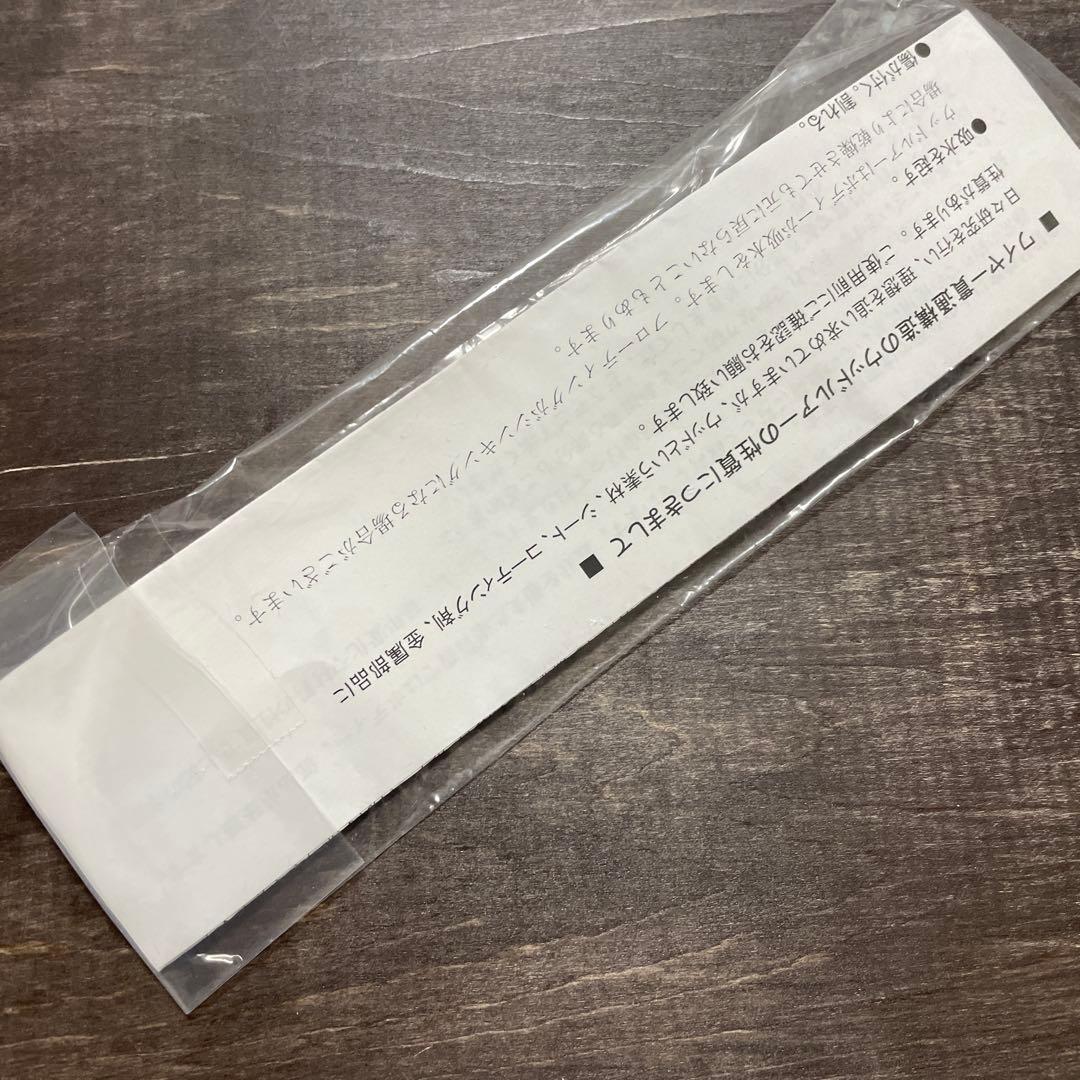 ■ ワイヤー貫通構造のウッドルアーの性質につきまして ■
日々研究を行い、理想を追い求めていますが、ウッドという素材、シート、コーティング剤、金属部品に
性質があります。ご使用前にご確認をお願い致します。
●吸水を起す。
ウッドルアーはボディーが吸水をします。フローティングがシンキングになる場合がございます。
場合により乾燥させても元に戻らないこともあります。
●傷が付く。割れる。